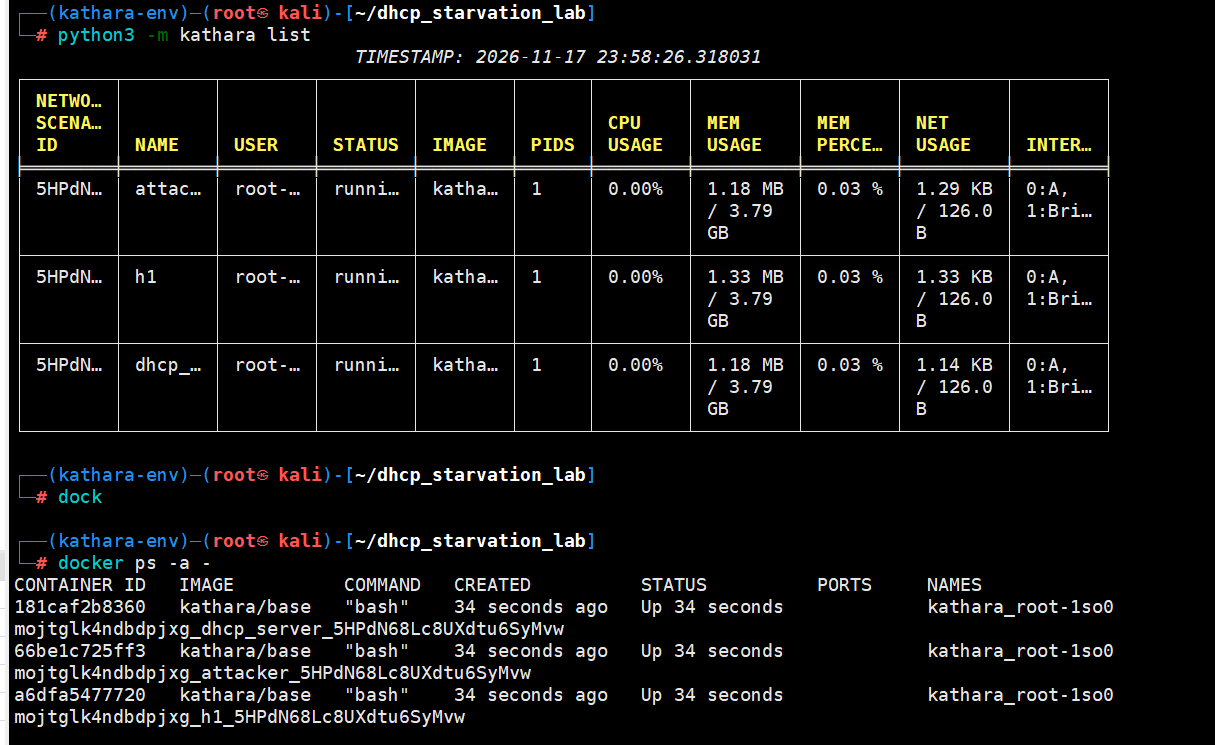 ┌──(kathara-env)─(root㉿ kali)-[~/dhcp_starvation_lab]
└─# python3 -m kathara list
TIMESTAMP: 2026-11-17 23:58:26.318031
NETWO…
SCENA… CPU MEM MEM NET
ID NAME USER STATUS IMAGE PIDS USAGE USAGE PERCE… USAGE INTER…
5HPdN… attac… root-… runni… katha… 1 0.00% 1.18 MB 0.03 % 1.29 KB 0:A,
/ 3.79 / 126.0 1:Bri…
GB B
5HPdN… h1 root-… runni… katha… 1 0.00% 1.33 MB 0.03 % 1.33 KB 0:A,
/ 3.79 / 126.0 1:Bri…
GB B
5HPdN… dhcp_… root-… runni… katha… 1 0.00% 1.18 MB 0.03 % 1.14 KB 0:A,
/ 3.79 / 126.0 1:Bri…
GB B
┌──(kathara-env)─(root㉿ kali)-[~/dhcp_starvation_lab]
└─# dock
┌──(kathara-env)─(root㉿ kali)-[~/dhcp_starvation_lab]
└─# docker ps -a -
CONTAINER ID IMAGE COMMAND CREATED STATUS PORTS NAMES
181caf2b8360 kathara/base "bash" 34 seconds ago Up 34 seconds kathara_root-1so0
mojtglk4ndbdpjxg_dhcp_server_5HPdN68Lc8UXdtu6SyMvw
66be1c725ff3 kathara/base "bash" 34 seconds ago Up 34 seconds kathara_root-1so0
mojtglk4ndbdpjxg_attacker_5HPdN68Lc8UXdtu6SyMvw
a6dfa5477720 kathara/base "bash" 34 seconds ago Up 34 seconds kathara_root-1so0
mojtglk4ndbdpjxg_h1_5HPdN68Lc8UXdtu6SyMvw